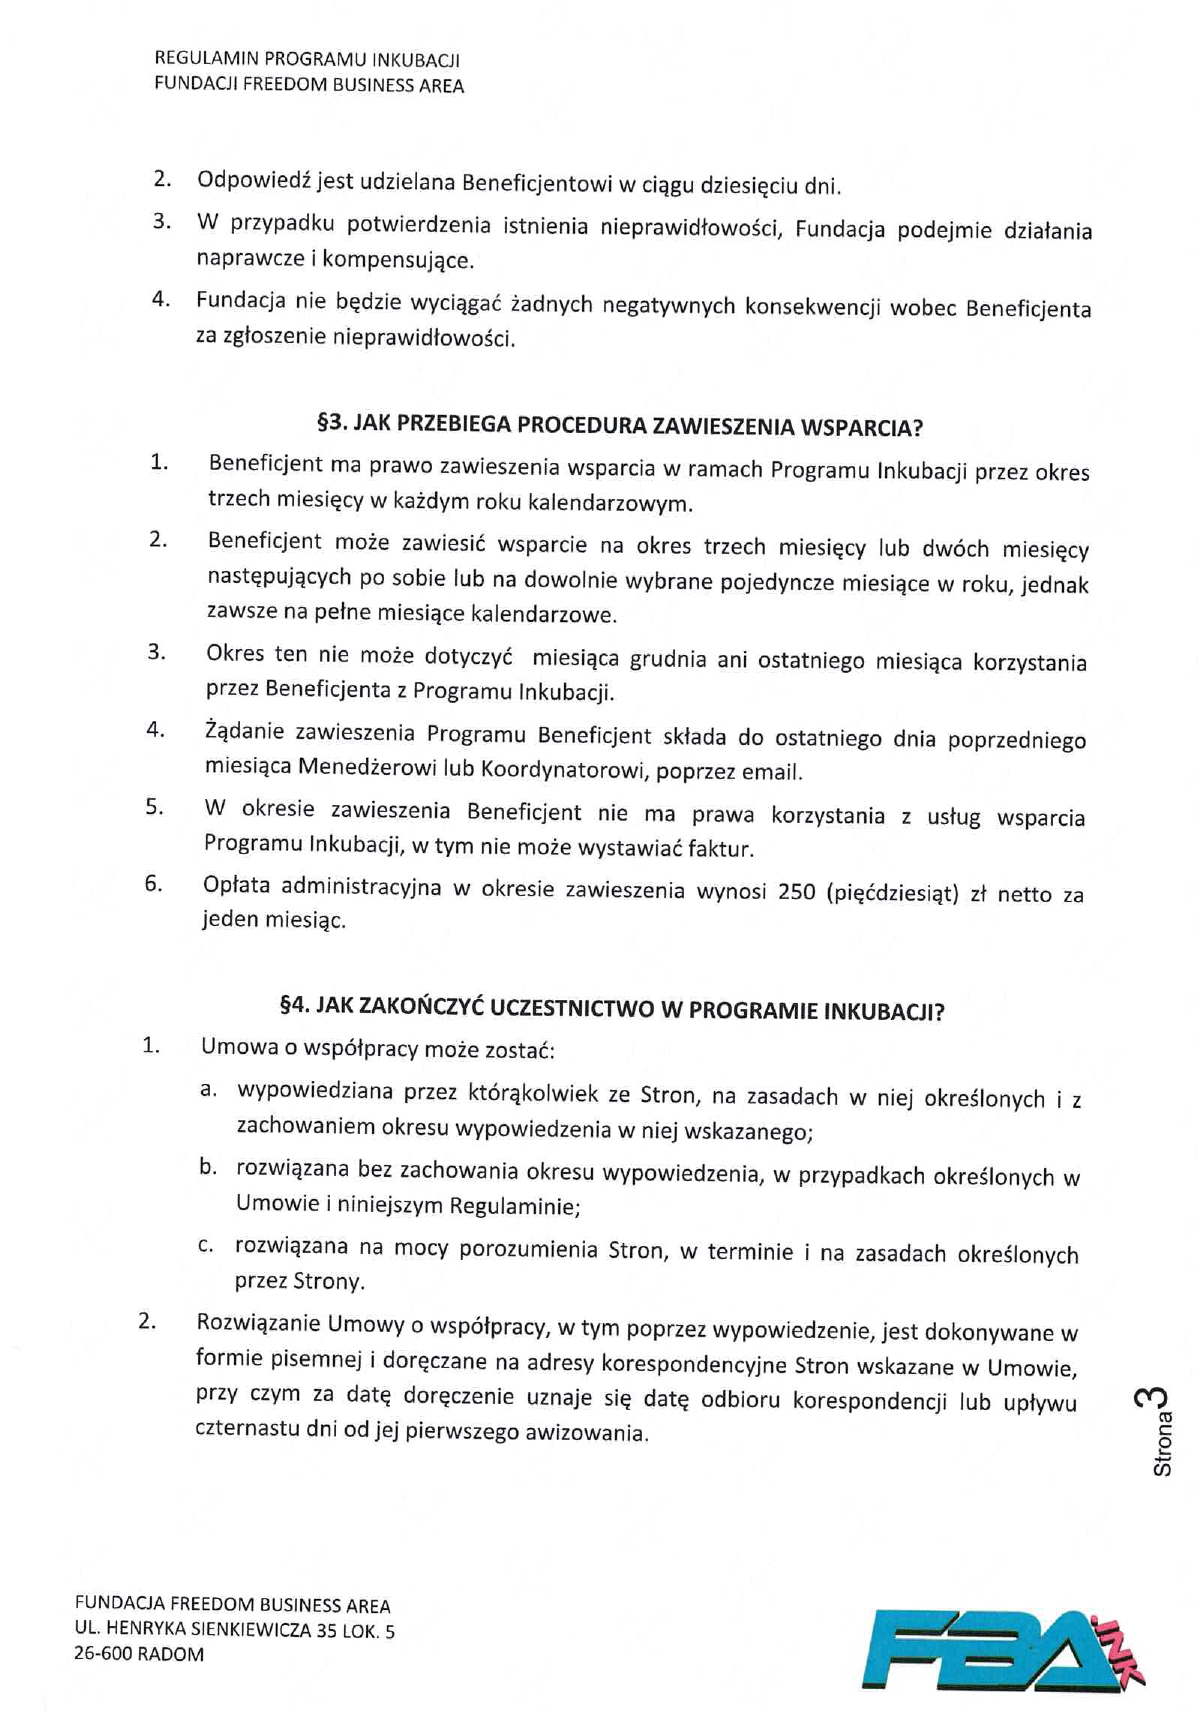 REGULAMIN PROGRAMU INKUBACJI
FUNDACJI FREEDOM BUSINESS AREA
2. Odpowiedź jest udzielana Beneficjentowi w ciągu dziesięciu dni.
3. W przypadku potwierdzenia istnienia nieprawidłowości, Fundacja podejmie działania
naprawcze i kompensujące.
4. Fundacja nie będzie wyciągać żadnych negatywnych konsekwencji wobec Beneficjenta
za zgłoszenie nieprawidłowości.
§3. JAK PRZEBIEGA PROCEDURA ZAWIESZENIA WSPARCIA?
1. Beneficjent ma prawo zawieszenia wsparcia w ramach Programu Inkubacji przez okres
trzech miesięcy w każdym roku kalendarzowym.
2. Beneficjent może zawiesić wsparcie na okres trzech miesięcy lub dwóch miesięcy
następujących po sobie lub na dowolnie wybrane pojedyncze miesiące w roku, jednak
zawsze na pełne miesiące kalendarzowe.
3. Okres ten nie może dotyczyć miesiąca grudnia ani ostatniego miesiąca korzystania
przez Beneficjenta z Programu Inkubacji.
4. Żądanie zawieszenia Programu Beneficjent składa do ostatniego dnia poprzedniego
miesiąca Menedżerowi lub Koordynatorowi, poprzez email.
5. W okresie zawieszenia Beneficjent nie ma prawa korzystania z usług wsparcia
Programu Inkubacji, w tym nie może wystawiać faktur.
6. Opłata administracyjna w okresie zawieszenia wynosi 250 (pięćdziesiąt) zł netto za
jeden miesiąc.
§4. JAK ZAKOŃCZYĆ UCZESTNICTWO W PROGRAMIE INKUBACJI?
1. Umowa o współpracy może zostać:
a. wypowiedziana przez którąkolwiek ze Stron, na zasadach w niej określonych i z
zachowaniem okresu wypowiedzenia w niej wskazanego;
b. rozwiązana bez zachowania okresu wypowiedzenia, w przypadkach określonych w
Umowie i niniejszym Regulaminie;
c. rozwiązana na mocy porozumienia Stron, w terminie i na zasadach określonych
przez Strony.
2. Rozwiązanie Umowy o współpracy, w tym poprzez wypowiedzenie, jest dokonywane w
formie pisemnej i doręczane na adresy korespondencyjne Stron wskazane w Umowie,
przy czym za datę doręczenie uznaje się datę odbioru korespondencji lub upływu
czternastu dni od jej pierwszego awizowania.
Strona 3
FUNDACJA FREEDOM BUSINESS AREA
UL. HENRYKA SIENKIEWICZA 35 LOK. 5
26-600 RADOM
FBA
.INK